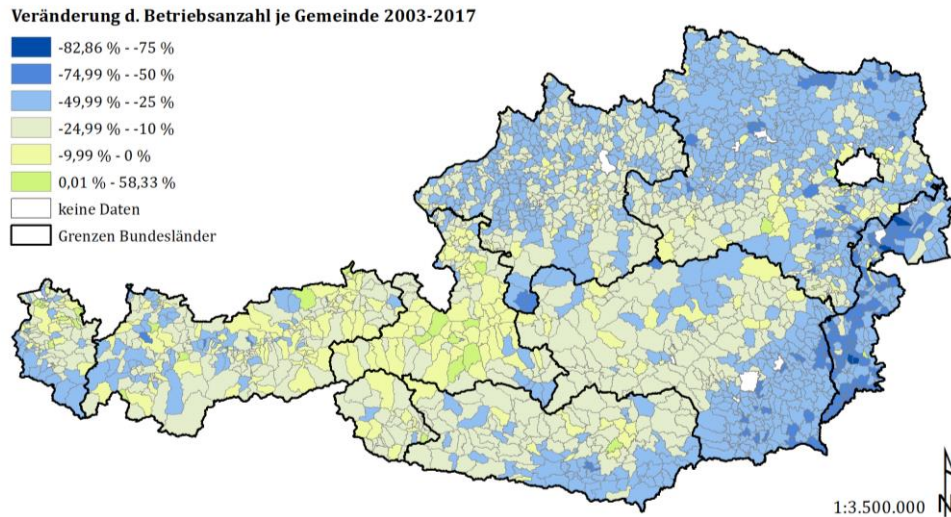 Veränderung d. Betriebsanzahl je Gemeinde 2003-2017
-82,86 % - -75 %
-74,99 % - -50 %
-49,99 % - -25 %
-24,99 % - -10 %
-9,99 % - 0 %
0,01 % - 58,33 %
keine Daten
Grenzen Bundesländer
1:3.500.000